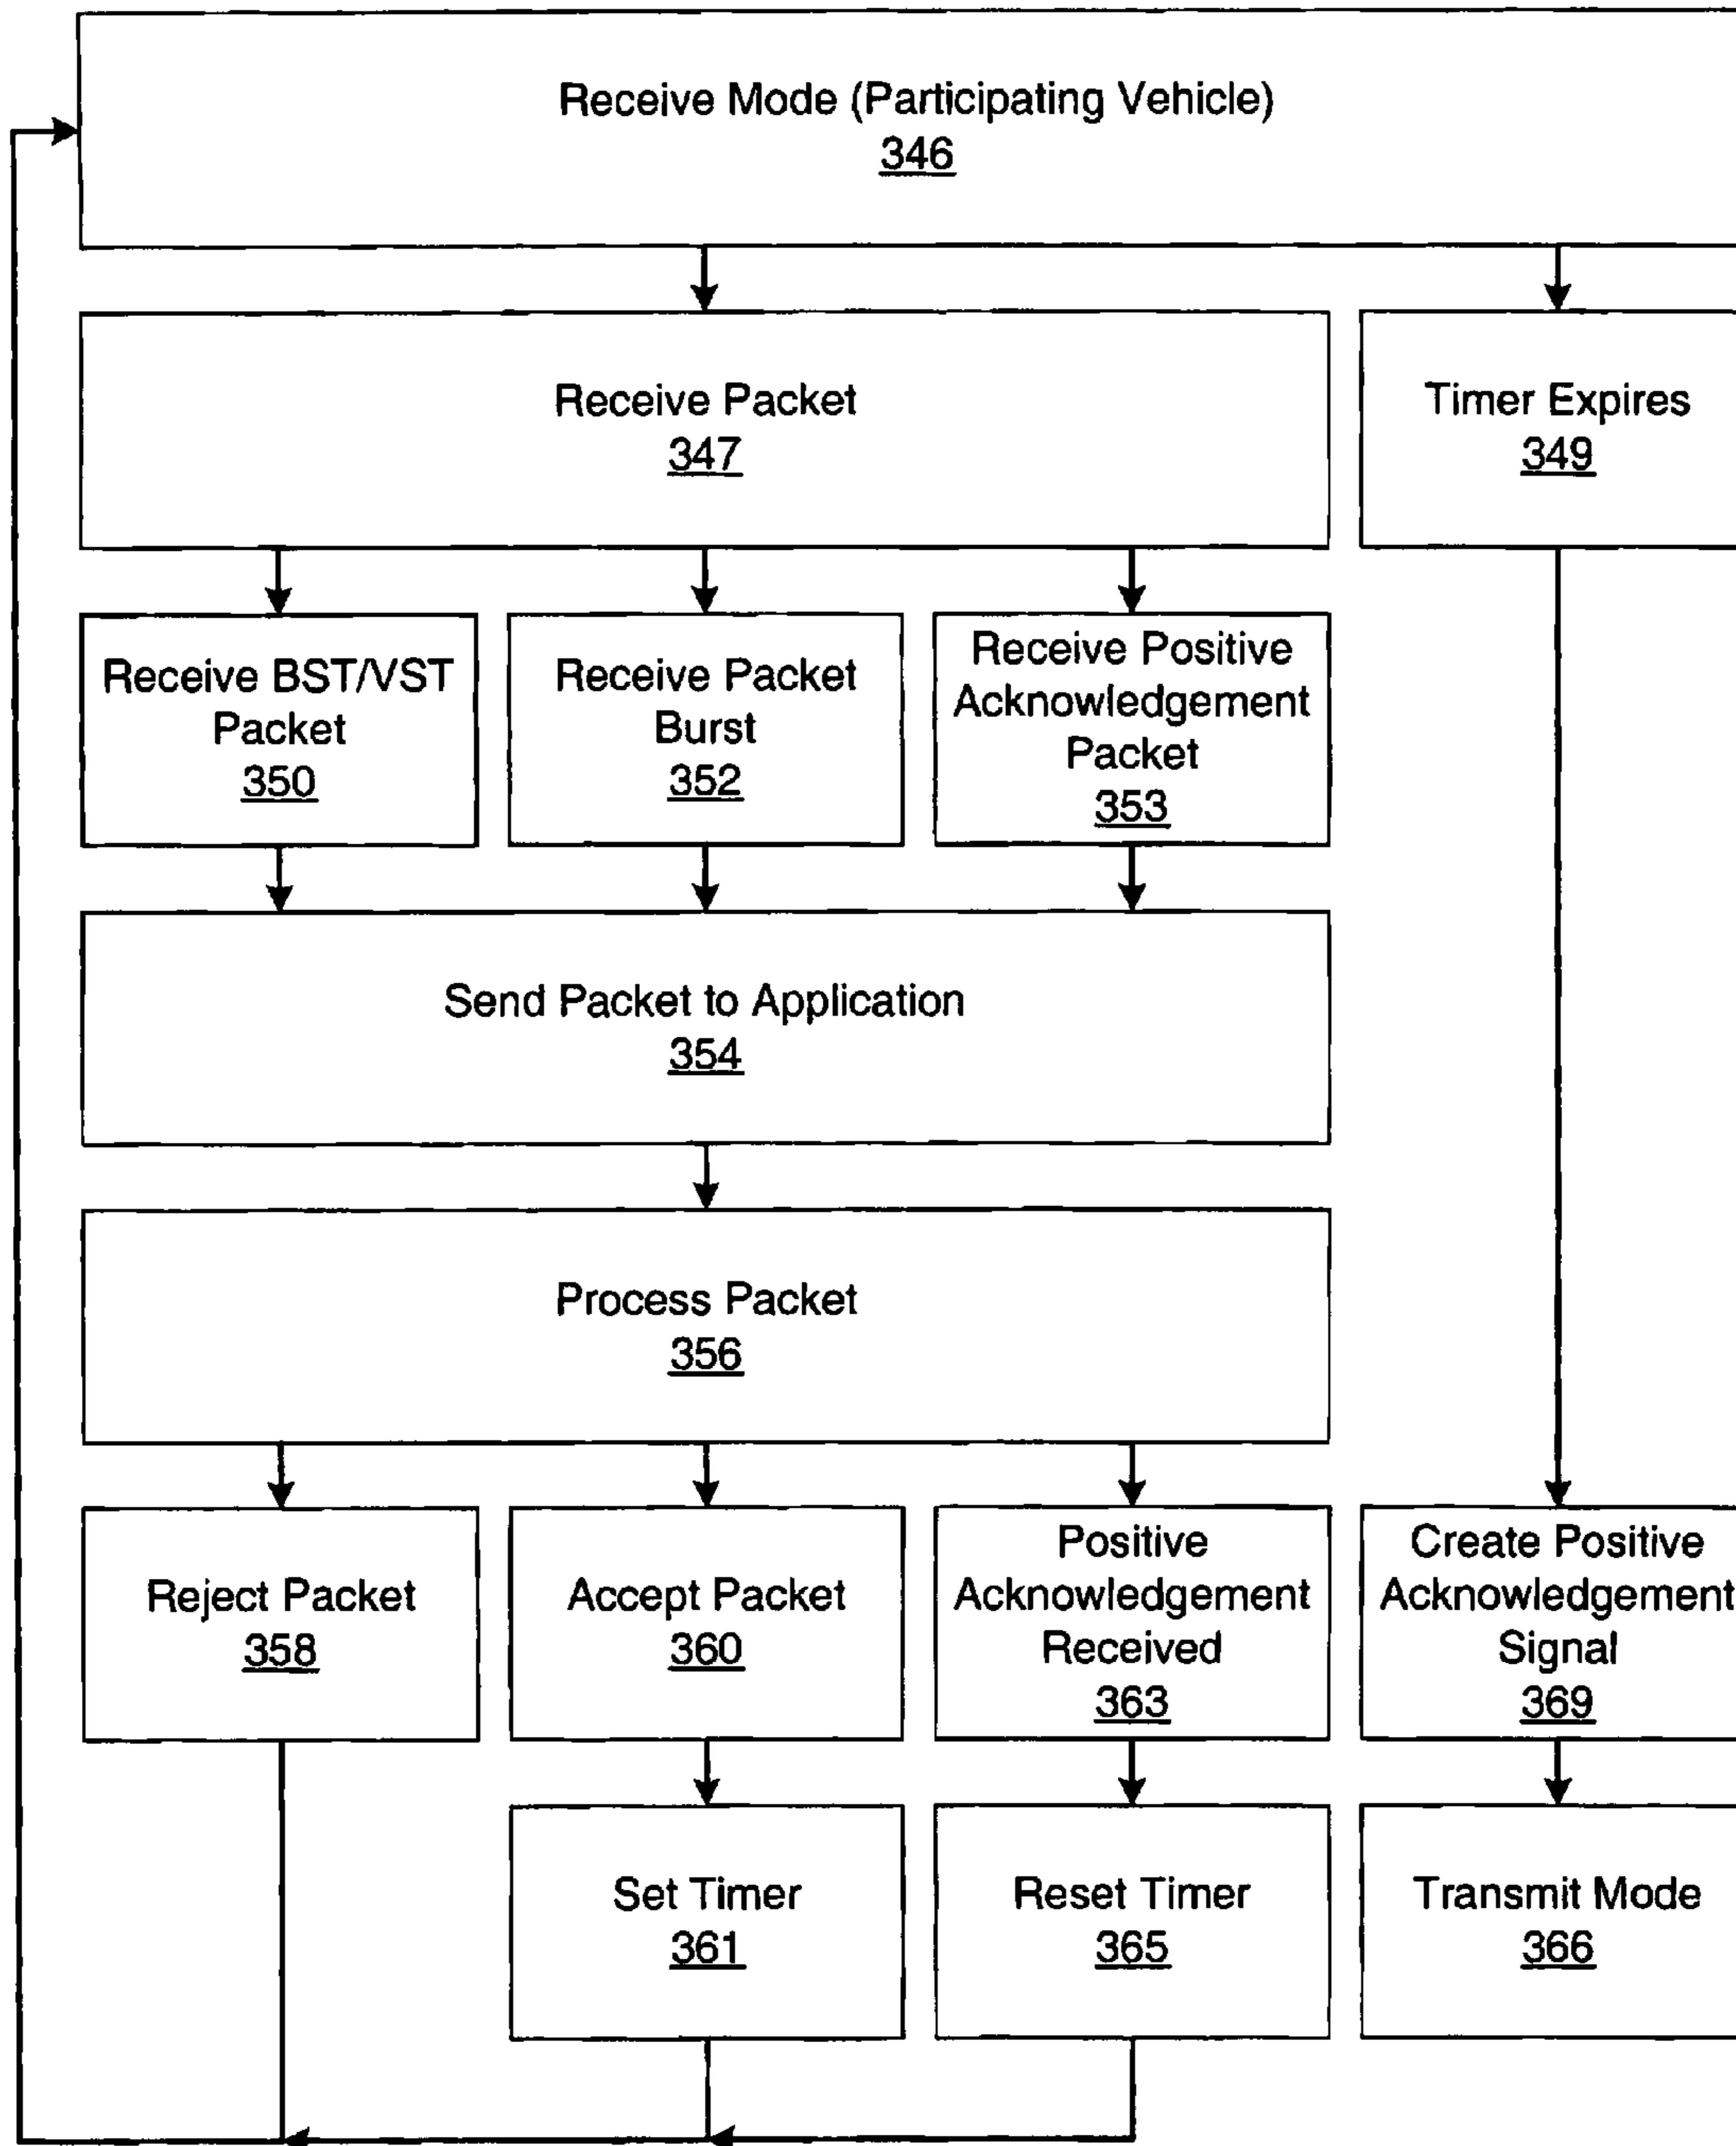 Receive Mode (Participating Vehicle)
346
Receive Packet
347
Timer Expires
349
Receive BST/VST
Packet
350
Receive Packet
Burst
352
Receive Positive
Acknowledgement
Packet
353
Send Packet to Application
354
Process Packet
356
Reject Packet
358
Accept Packet
360
Positive
Acknowledgement
Received
363
Create Positive
Acknowledgement
Signal
369
Set Timer
361
Reset Timer
365
Transmit Mode
366